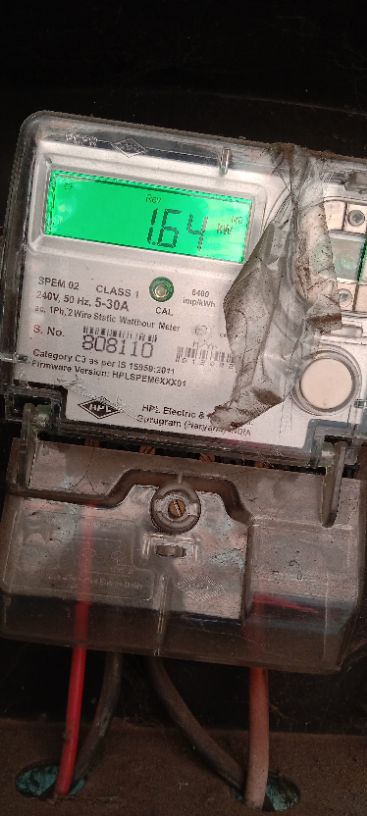 REV
1.64
kW
SPEM 02 CLASS 1
240V, 50 Hz, 5-30A
CAL
6400
imp/kWh
ac, 1Ph, 2 Wire Static Watthour Meter
S. No.
808110
Category C3 as per IS 15959:2011
Firmware Version: HPLSPEM6XXX01
HPL
HPL Electric &
Gurugram (Haryana)